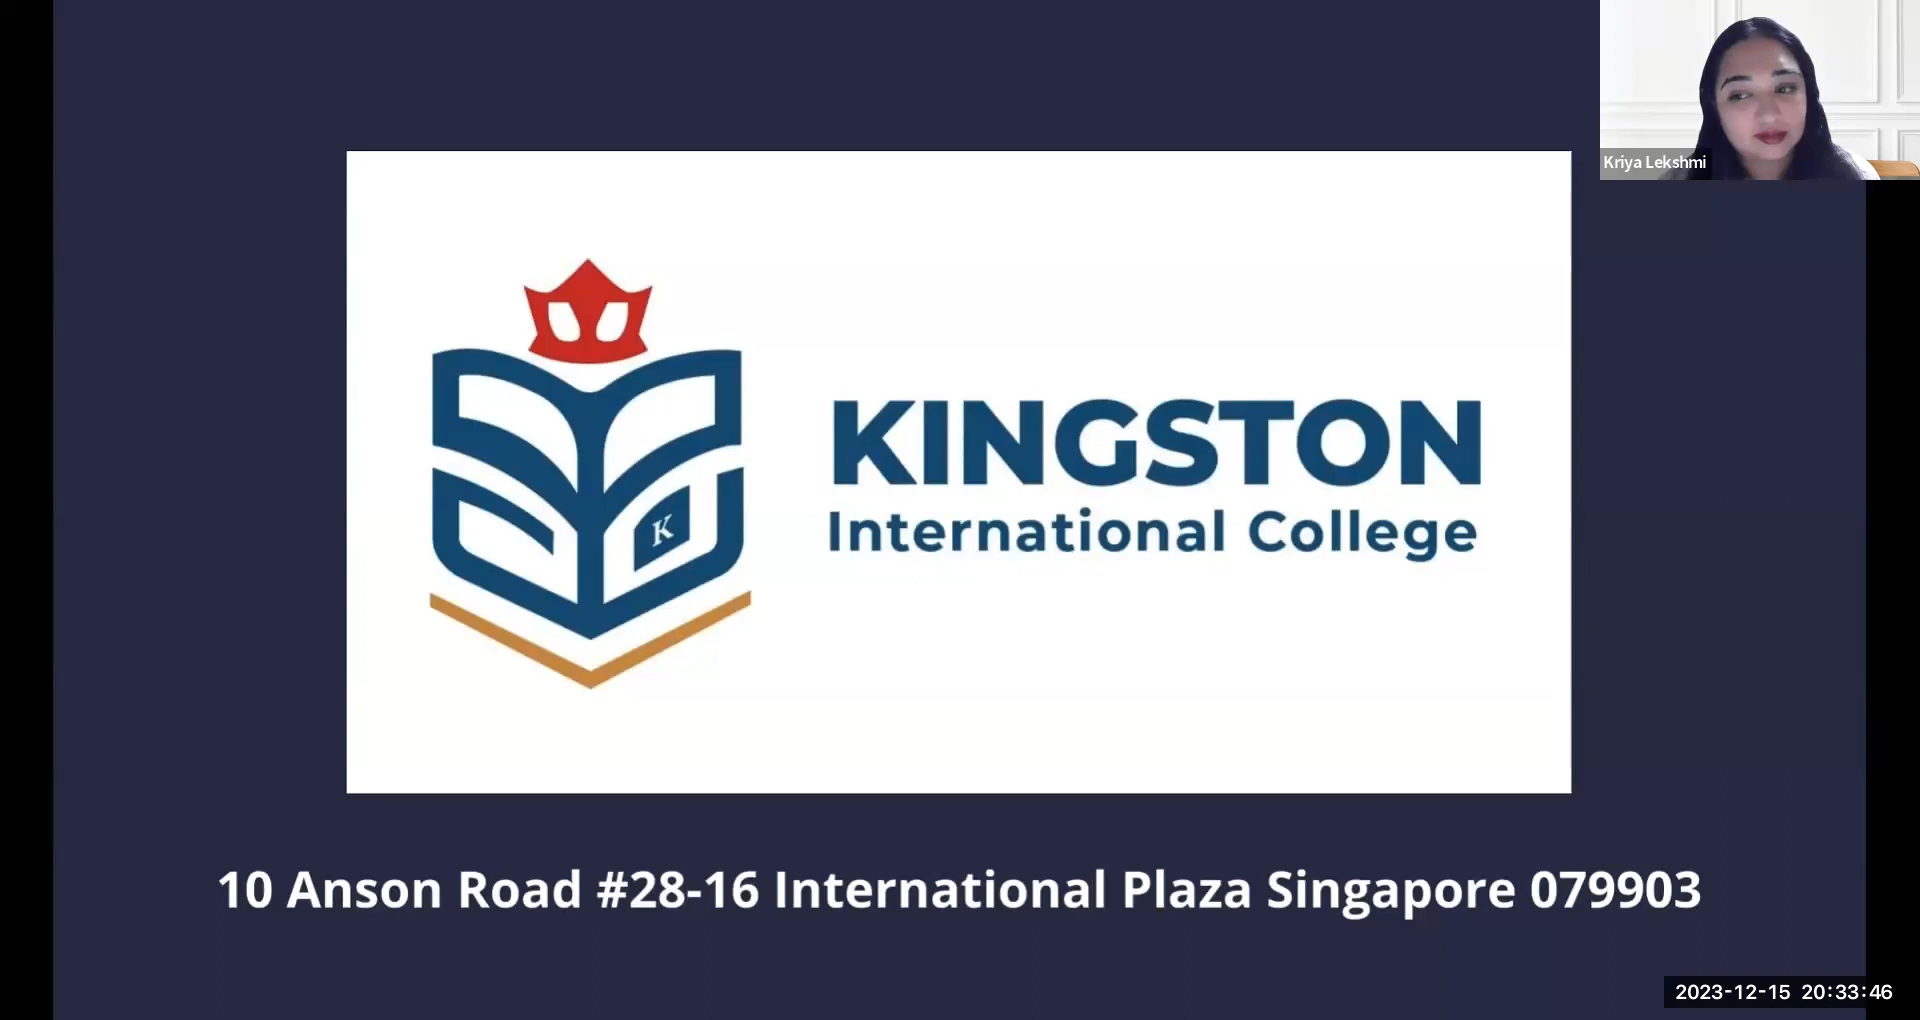 Kriya Lekshmi
K
KINGSTON
International College
10 Anson Road #28-16 International Plaza Singapore 079903
2023-12-15 20:33:46